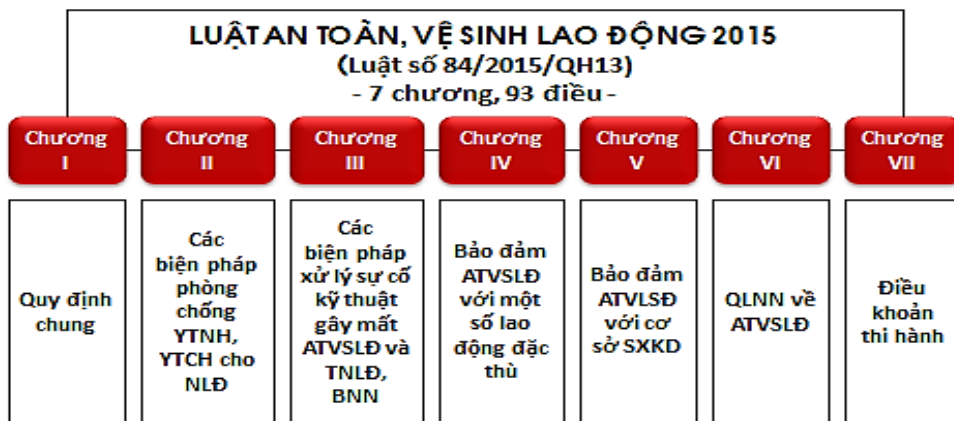 LUẬT AN TOÀN, VỆ SINH LAO ĐỘNG 2015
(Luật số 84/2015/QH13)
- 7 chương, 93 điều -
Chương
I
Quy định
chung
Chương
II
Các
biện pháp
phòng
chống
YTNH,
YTCH cho
NLĐ
Chương
III
Các
biện pháp
xử lý sự cố
kỹ thuật
gây mất
ATVSLĐ và
TNLĐ,
BNN
Chương
IV
Bảo đảm
ATVSLĐ
với một
số lao
động đặc
thù
Chương
V
Bảo đảm
ATVLSĐ
với cơ
sở SXKD
Chương
VI
QLNN về
ATVSLĐ
Chương
VII
Điều
khoản
thi hành